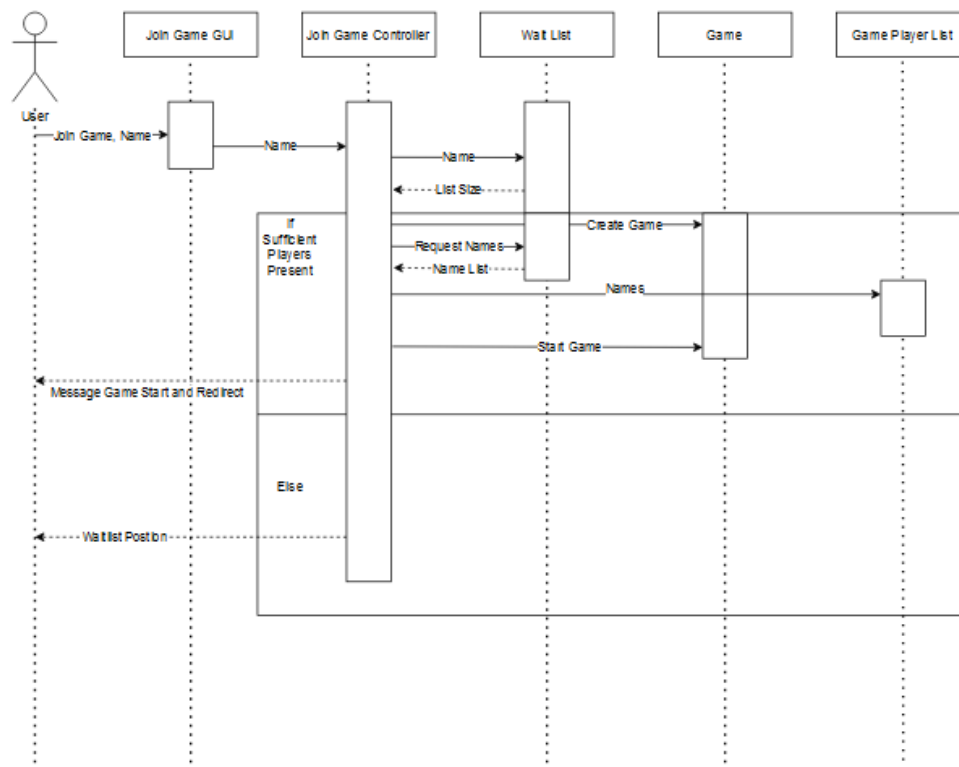 Join Game GUI
Join Game Controller
Wait List
Game
Game Player List
User
Join Game, Name
Name
Name
List Size
If
Sufficient
Players
Present
Create Game
Request Names
Name List
Names
Start Game
Message Game Start and Redirect
Else
Waitlist Postion